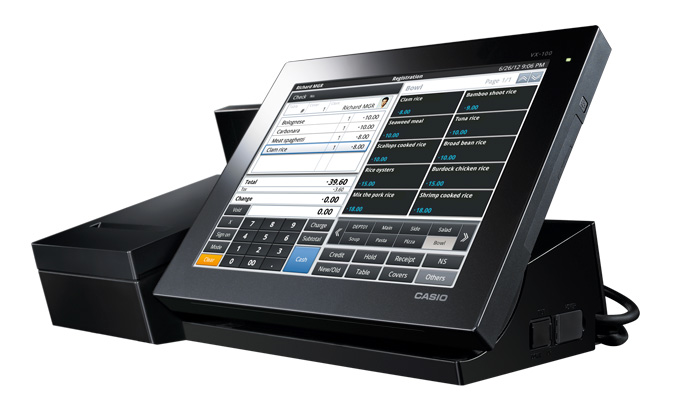 VX-100
6/26/12 9:06 PM
Richard MGR
Registration
Check No.
Richard MGR
Bolognose 1 -10.00
Carbonara 1 -10.00
Meat spaghetti 1 -8.00
Clam rice 1 -8.00
Total -39.60
Tax -3.60
Change -0.00
Void 0.00
Bowl Page 1/1
Clam rice -8.00
Bamboo shoot rice -9.00
Seaweed meal -10.00
Tuna rice -10.00
Scallops cooked rice -10.00
Broad bean rice -10.00
Rice oysters -15.00
Burdock chicken rice -15.00
Mix the pork rice -18.00
Shrimp cooked rice -18.00
X 7 8 9 Charge
Sign on 4 5 6 Subtotal
Mode 1 2 3
Clear 0 00 . Cash
DEPT01 Main Side Salad
Soup Pasta Pizza Bowl
Credit Hold Receipt NS
New/Old Table Covers Others
CASIO